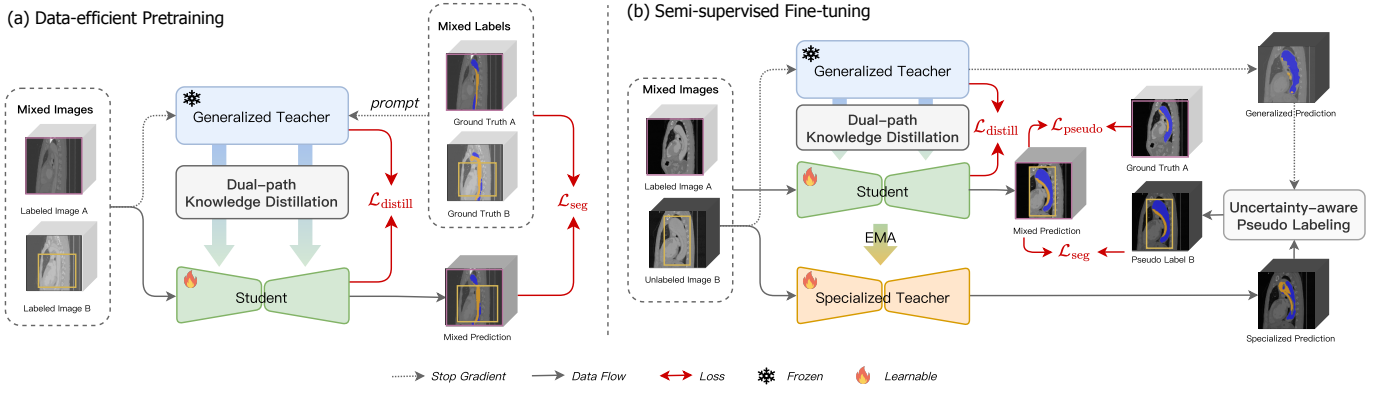 (a) Data-efficient Pretraining
Mixed Images
Labeled Image A
Labeled Image B
Generalized Teacher
Dual-path
Knowledge Distillation
Student
prompt
Mixed Labels
Ground Truth A
Ground Truth B
Mixed Prediction
ℒdistill
ℒseg
(b) Semi-supervised Fine-tuning
Mixed Images
Labeled Image A
Unlabeled Image B
Generalized Teacher
Dual-path
Knowledge Distillation
Student
EMA
Specialized Teacher
ℒdistill
ℒpseudo
Ground Truth A
Mixed Prediction
ℒseg
Pseudo Label B
Generalized Prediction
Uncertainty-aware
Pseudo Labeling
Specialized Prediction
Stop Gradient
Data Flow
Loss
Frozen
Learnable